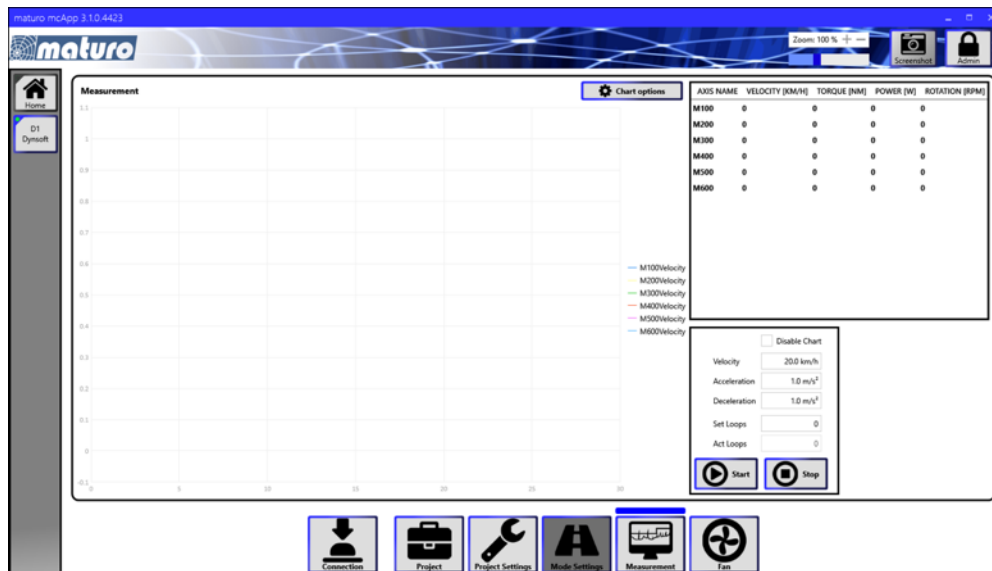 maturo mcApp 3.1.0.4423
maturo
Zoom: 100 % + −
Screenshot
Admin
Home
D1
Dynsoft
Measurement
Chart options
1.1
1
0.9
0.8
0.7
0.6
0.5
0.4
0.3
0.2
0.1
0
-0.1
0 5 10 15 20 25 30
M100Velocity
M200Velocity
M300Velocity
M400Velocity
M500Velocity
M600Velocity
AXIS NAME VELOCITY [KM/H] TORQUE [NM] POWER [W] ROTATION [RPM]
M100 0 0 0 0
M200 0 0 0 0
M300 0 0 0 0
M400 0 0 0 0
M500 0 0 0 0
M600 0 0 0 0
Disable Chart
Velocity 20.0 km/h
Acceleration 1.0 m/s²
Deceleration 1.0 m/s²
Set Loops 0
Act Loops 0
Start Stop
Connection Project Project Settings Mode Settings Measurement Fan